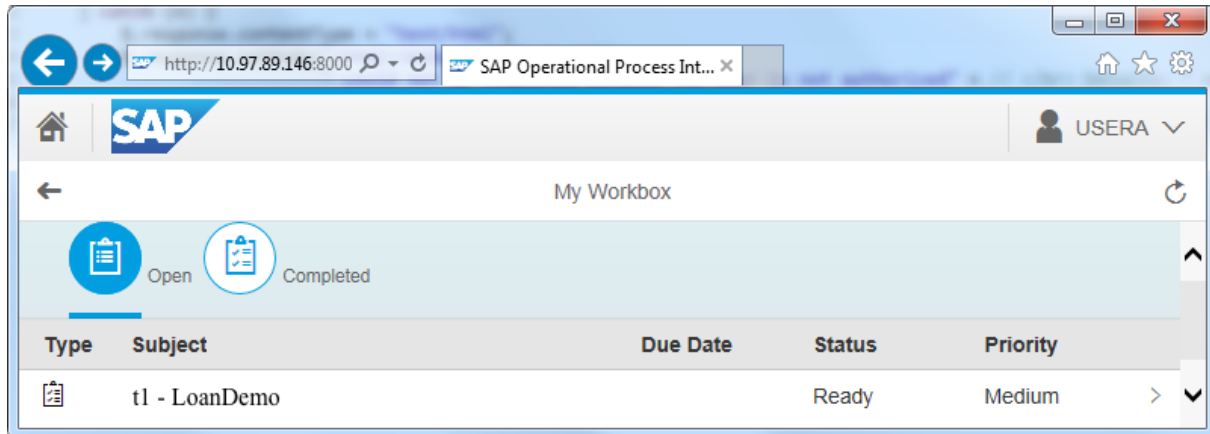 http://10.97.89.146:8000 SAP Operational Process Int...
SAP USERA
My Workbox
Open Completed
Type Subject Due Date Status Priority
t1 - LoanDemo Ready Medium